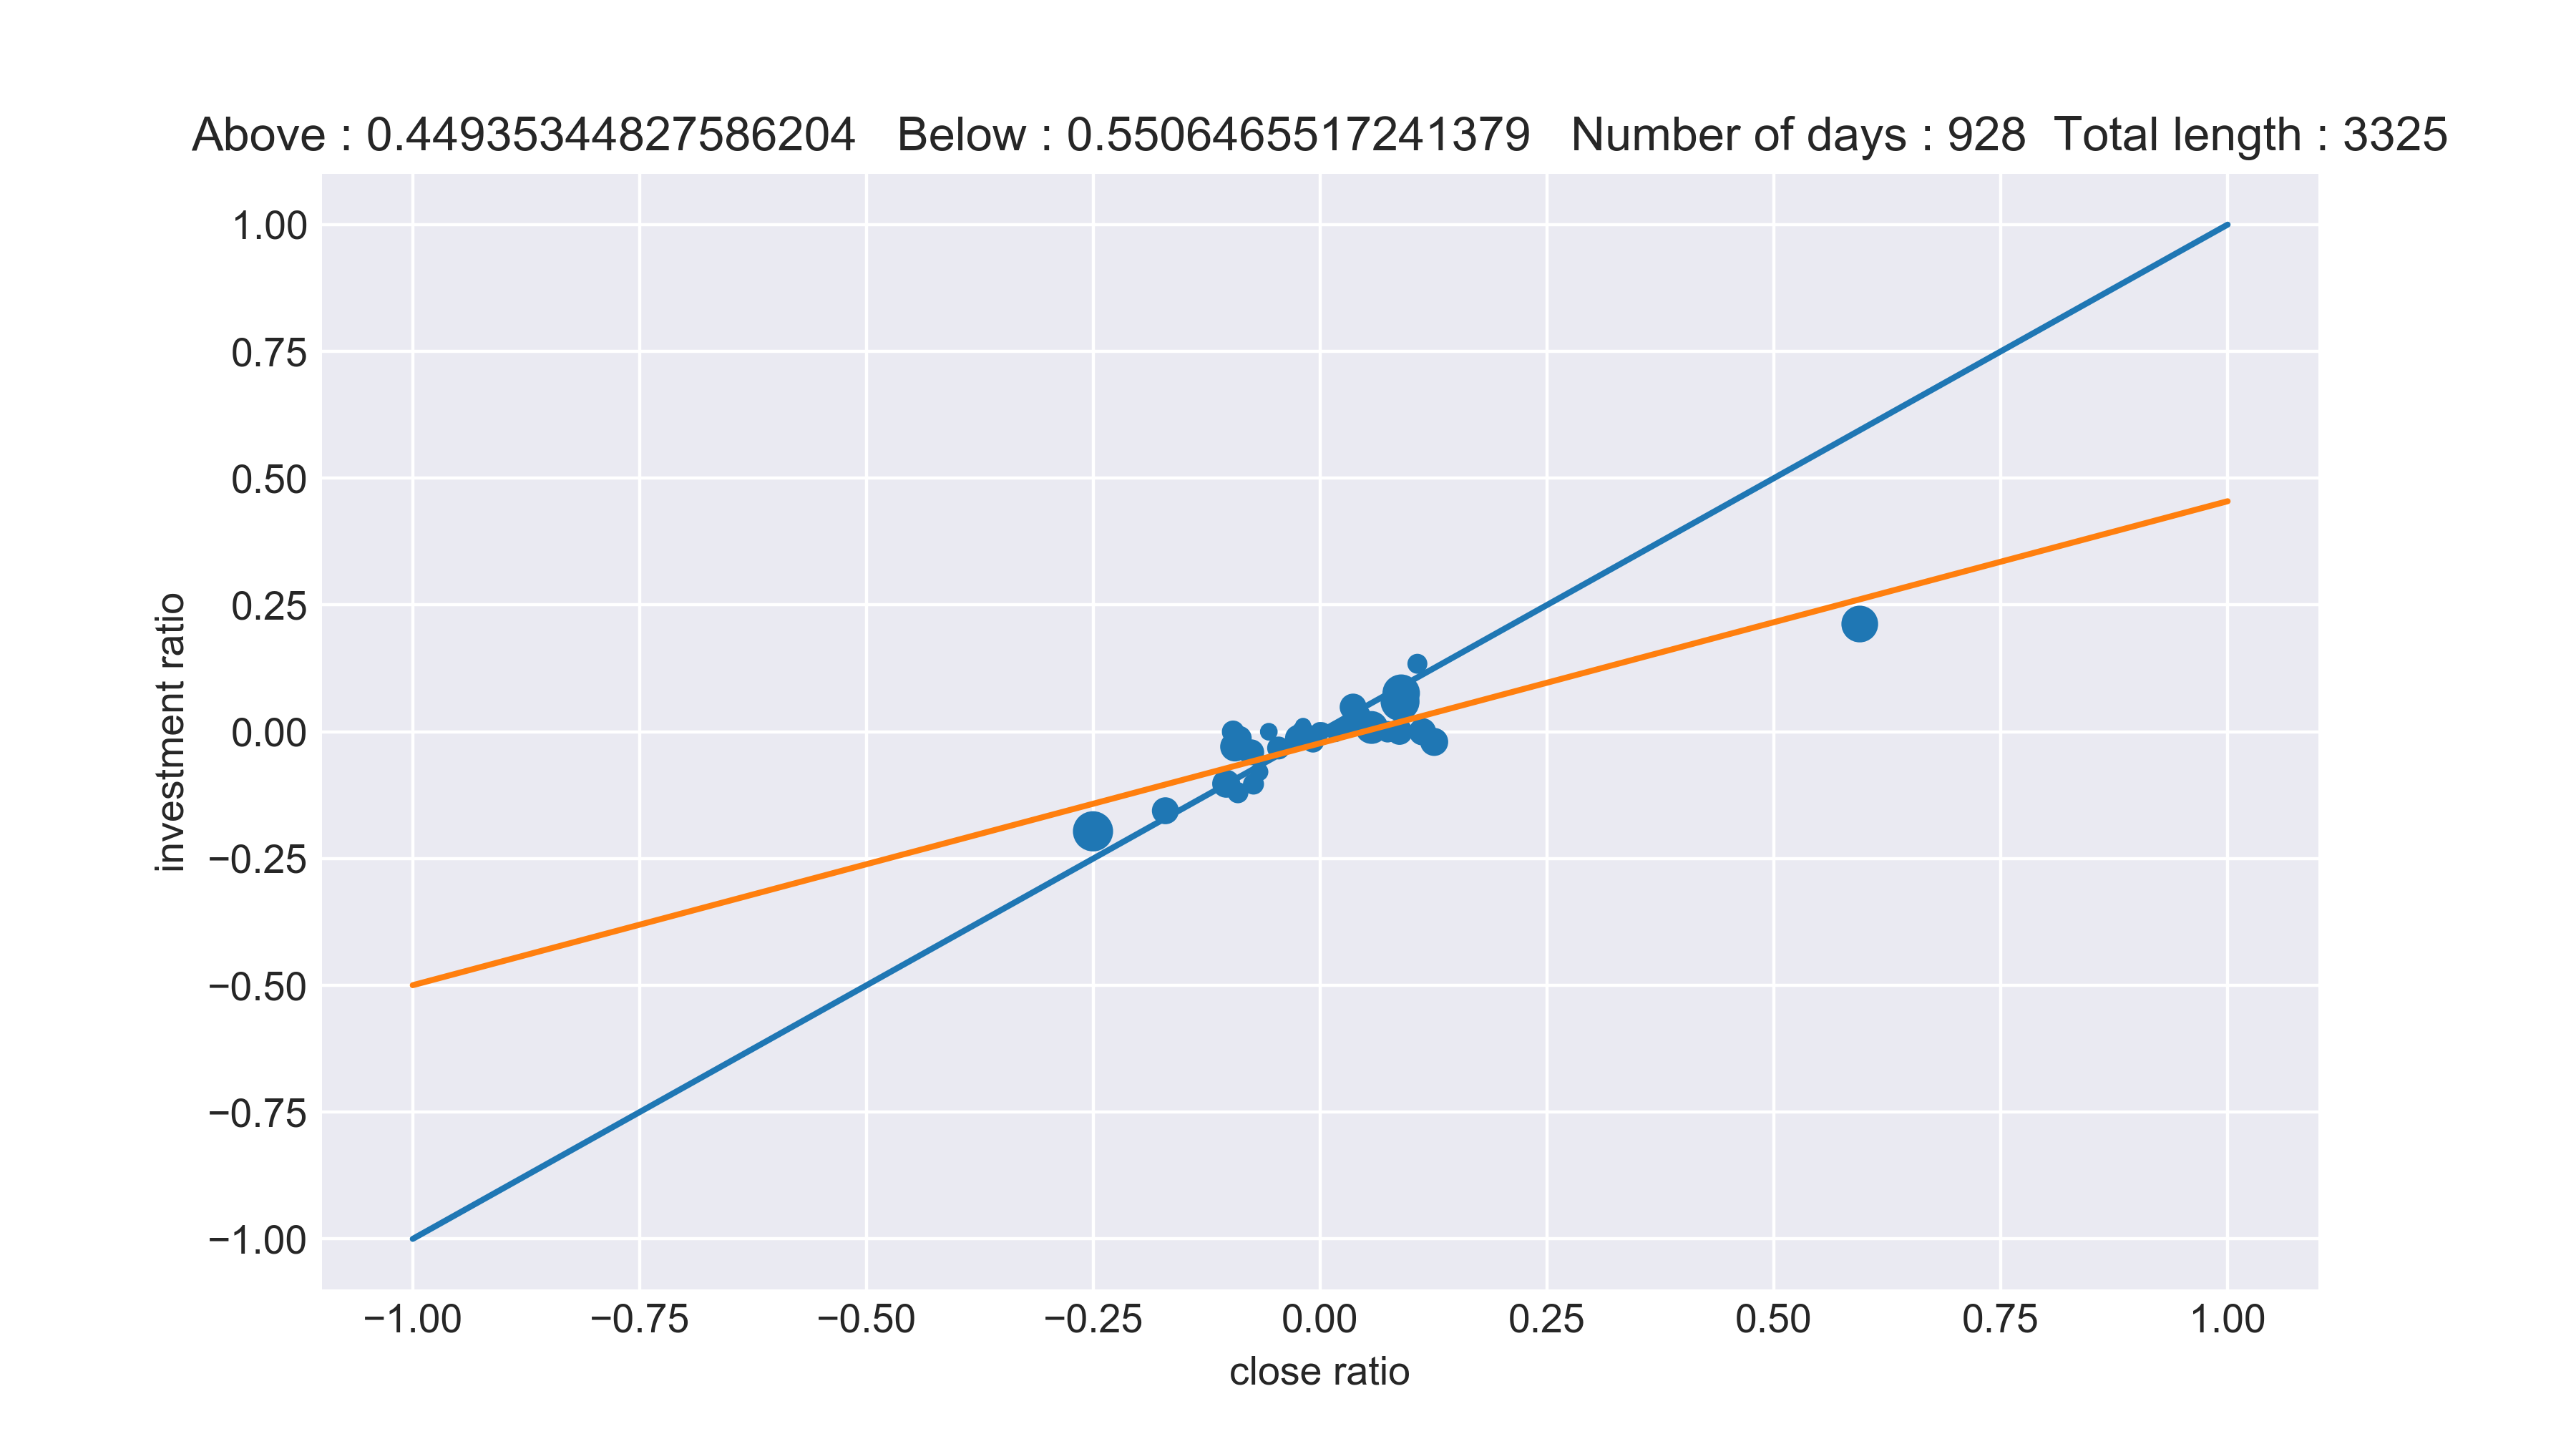 Above : 0.44935344827586204   Below : 0.5506465517241379   Number of days : 928  Total length : 3325
1.00
0.75
0.50
0.25
0.00
−0.25
−0.50
−0.75
−1.00
investment ratio
−1.00 −0.75 −0.50 −0.25 0.00 0.25 0.50 0.75 1.00
close ratio